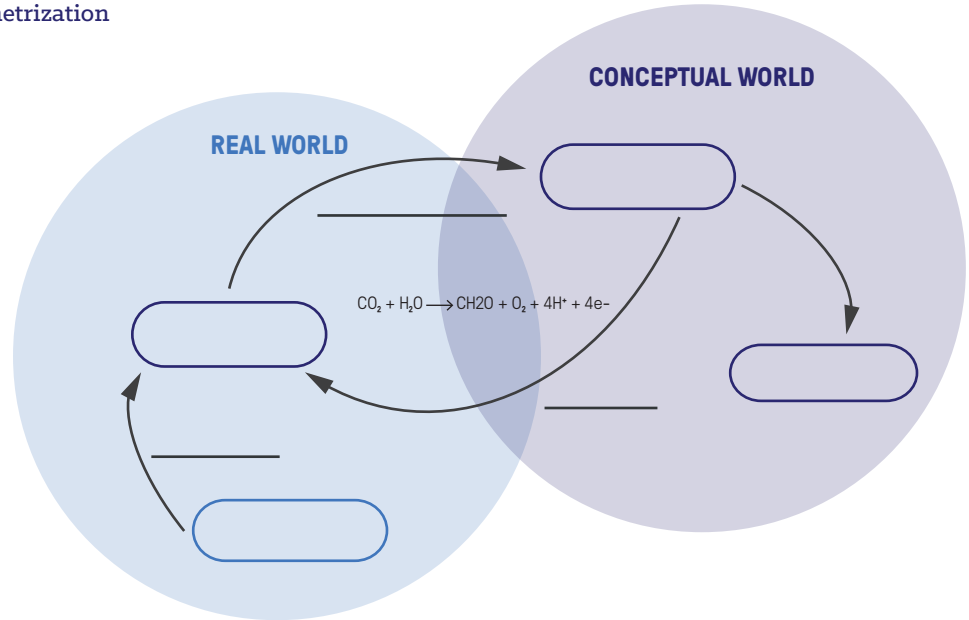 etrization
CONCEPTUAL WORLD
REAL WORLD
CO₂ + H₂O ⟶ CH2O + O₂ + 4H⁺ + 4e-